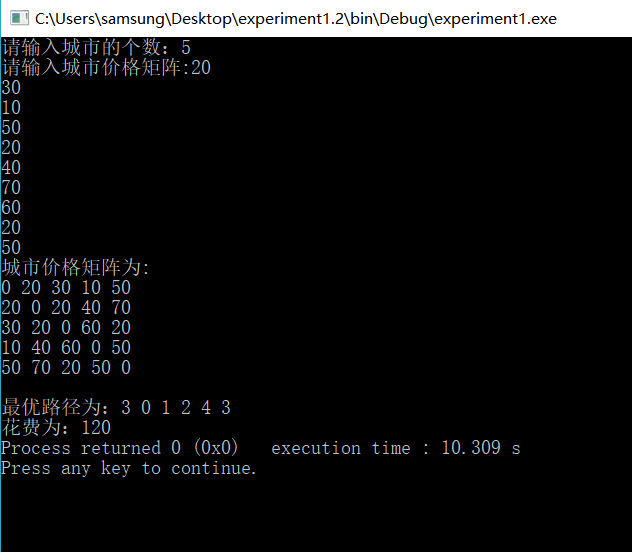 C:\Users\samsung\Desktop\experiment1.2\bin\Debug\experiment1.exe
请输入城市的个数：5
请输入城市价格矩阵:20
30
10
50
20
40
70
60
20
50
城市价格矩阵为:
0 20 30 10 50
20 0 20 40 70
30 20 0 60 20
10 40 60 0 50
50 70 20 50 0
最优路径为：3 0 1 2 4 3
花费为：120
Process returned 0 (0x0)   execution time : 10.309 s
Press any key to continue.